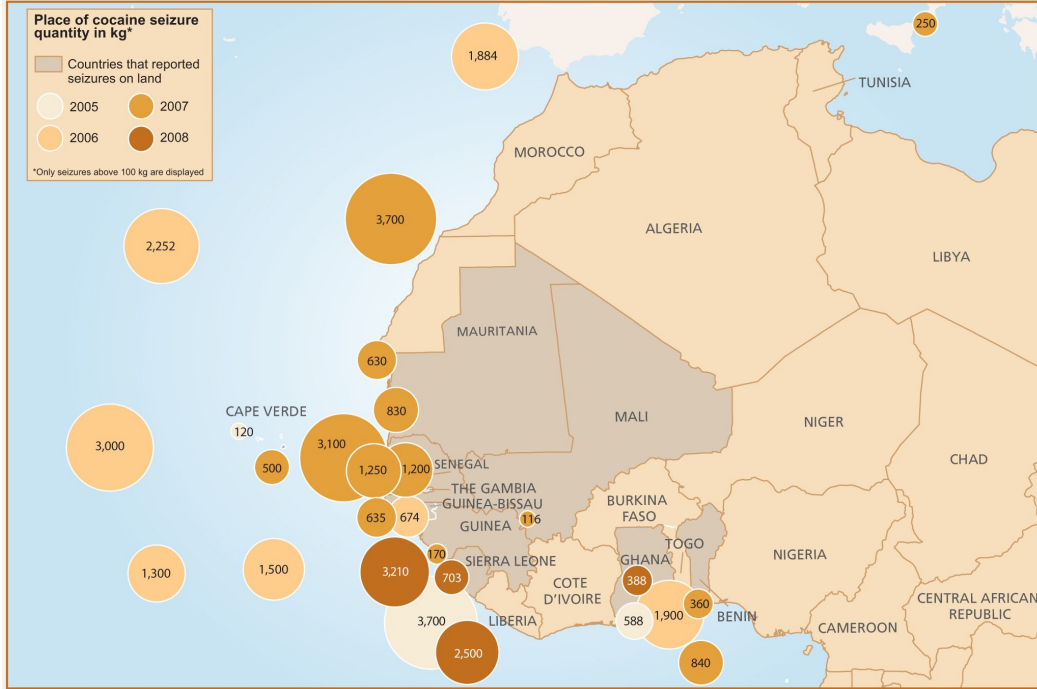 Place of cocaine seizure
quantity in kg*
Countries that reported
seizures on land
2005
2007
2006
2008
*Only seizures above 100 kg are displayed
1,884
250
TUNISIA
MOROCCO
3,700
ALGERIA
2,252
LIBYA
MAURITANIA
630
830
MALI
CAPE VERDE
120
NIGER
3,000
3,100
500
1,250
1,200
SENEGAL
CHAD
THE GAMBIA
GUINEA-BISSAU
BURKINA
FASO
635
674
GUINEA
116
TOGO
NIGERIA
170
SIERRA LEONE
GHANA
1,300
1,500
3,210
703
388
COTE
D'IVOIRE
CENTRAL AFRICAN
REPUBLIC
360
1,900
BENIN
3,700
LIBERIA
588
CAMEROON
2,500
840